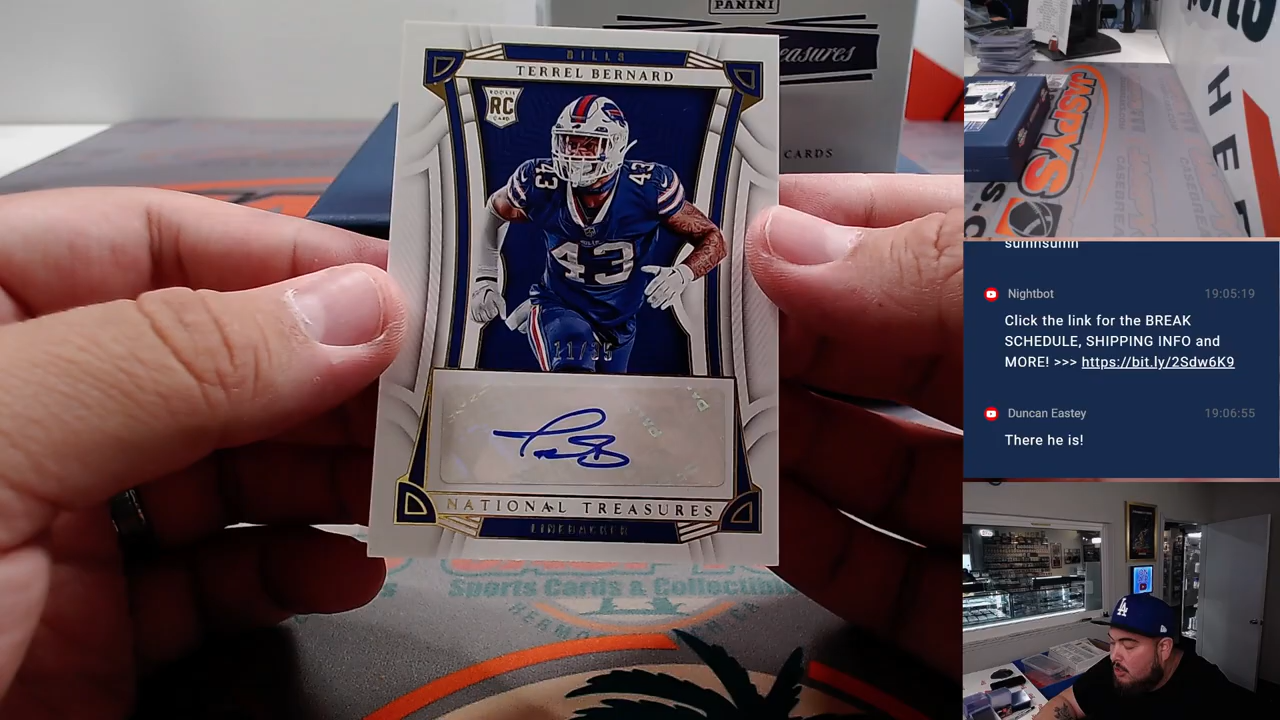 PANINI
easures
CARDS
BILLS
TERREL BERNARD
ROOKIE
RC
CARD
43
43
43
NATIONAL TREASURES
LINEBACKER
Sports Cards & Collectibles
HERMO
JASPYS
H
E
sumnsumn
Nightbot 19:05:19
Click the link for the BREAK
SCHEDULE, SHIPPING INFO and
MORE! >>> https://bit.ly/2Sdw6K9
Duncan Eastey 19:06:55
There he is!
LA